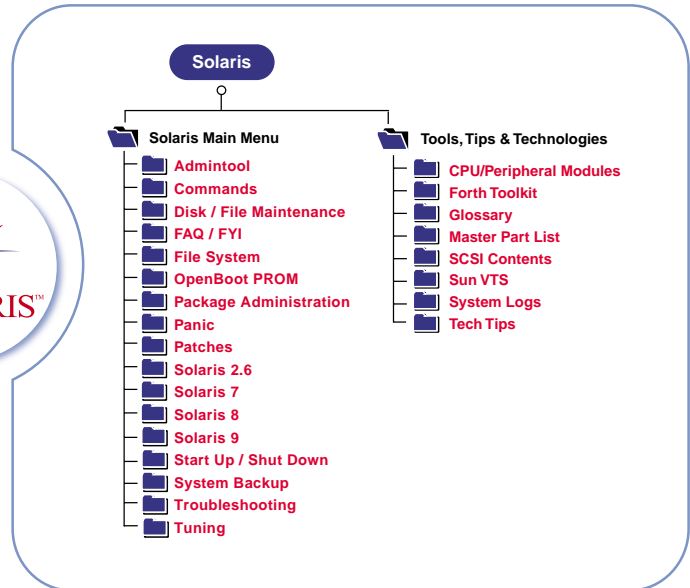 Solaris
Solaris Main Menu
Admintool
Commands
Disk / File Maintenance
FAQ / FYI
File System
OpenBoot PROM
Package Administration
Panic
Patches
Solaris 2.6
Solaris 7
Solaris 8
Solaris 9
Start Up / Shut Down
System Backup
Troubleshooting
Tuning
Tools, Tips & Technologies
CPU/Peripheral Modules
Forth Toolkit
Glossary
Master Part List
SCSI Contents
Sun VTS
System Logs
Tech Tips
RIS™